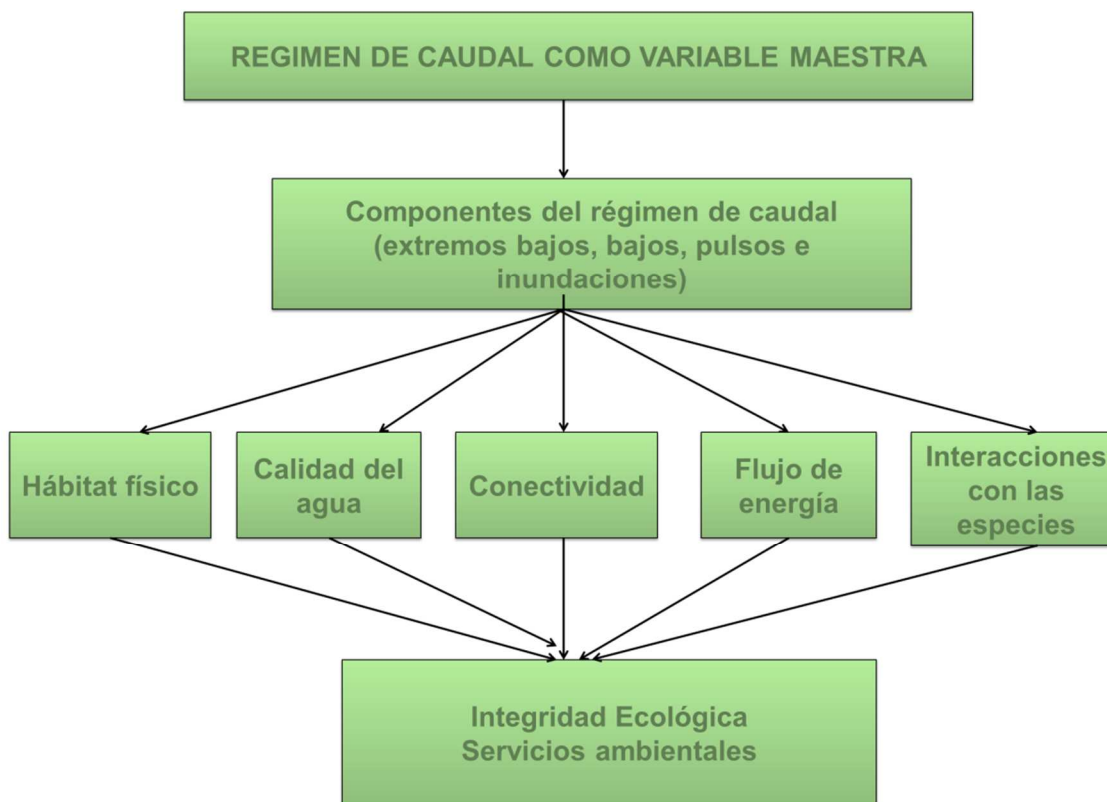 REGIMEN DE CAUDAL COMO VARIABLE MAESTRA
Componentes del régimen de caudal
(extremos bajos, bajos, pulsos e
inundaciones)
Hábitat físico
Calidad del
agua
Conectividad
Flujo de
energía
Interacciones
con las
especies
Integridad Ecológica
Servicios ambientales